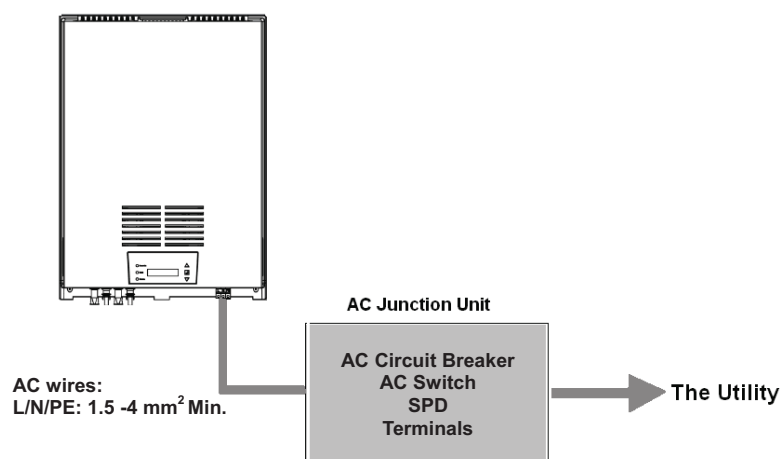 AC Junction Unit
AC Circuit Breaker
AC Switch
SPD
Terminals
AC wires:
L/N/PE: 1.5 -4 mm² Min.
The Utility